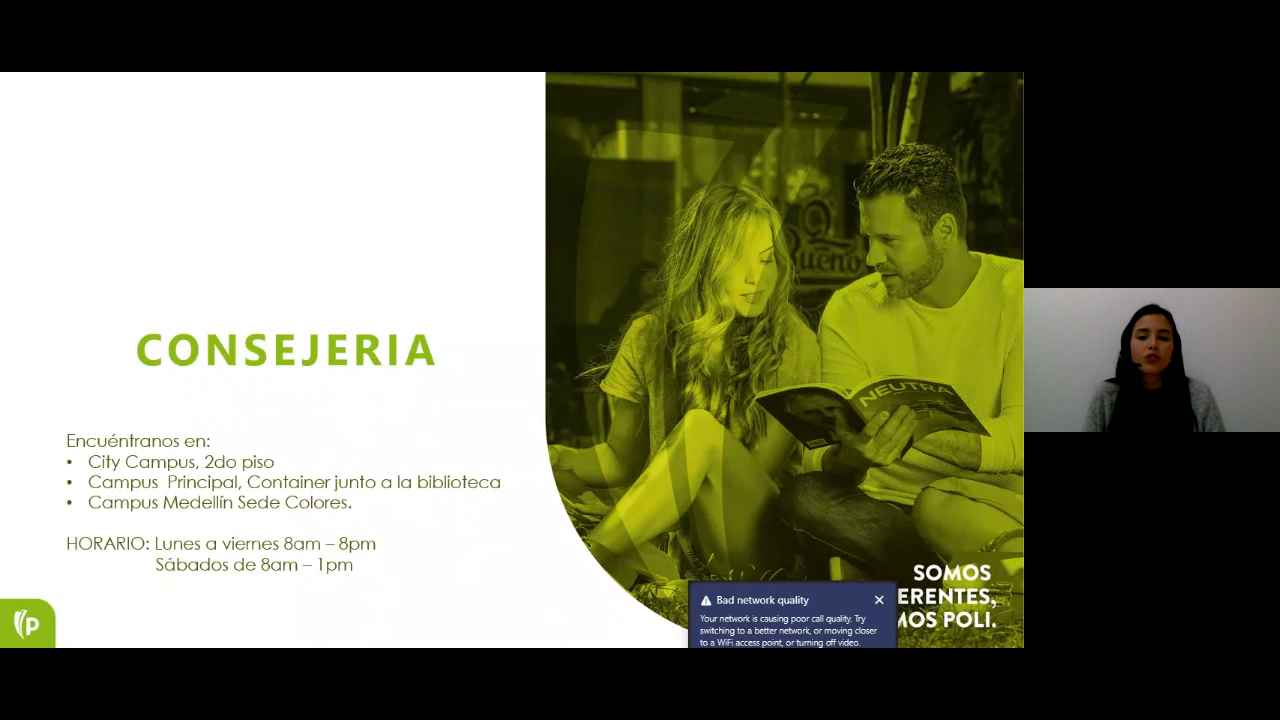 CONSEJERIA
Encuéntranos en:
• City Campus, 2do piso
• Campus Principal, Container junto a la biblioteca
• Campus Medellín Sede Colores.
HORARIO: Lunes a viernes 8am – 8pm
Sábados de 8am – 1pm
P
Bueno
NEUTRA
SOMOS
ERENTES,
MOS POLI.
Bad network quality
Your network is causing poor call quality. Try
switching to a better network, or moving closer
to a WiFi access point, or turning off video.